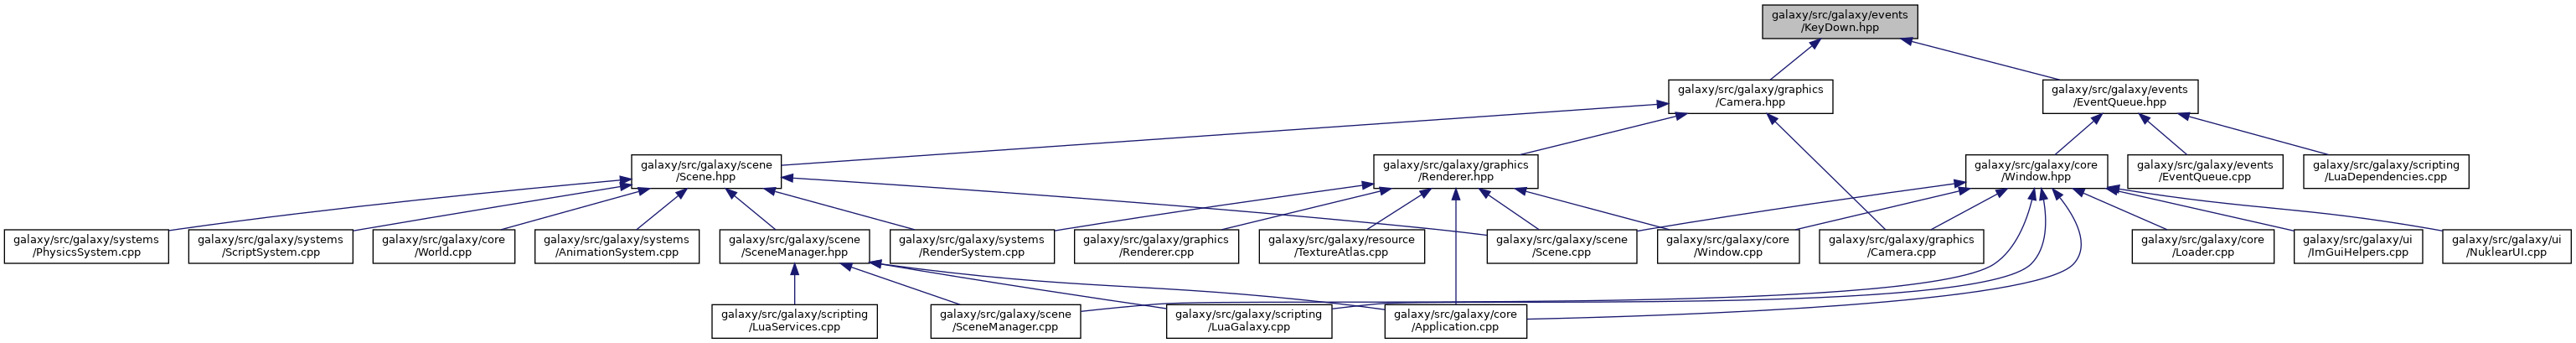 galaxy/src/galaxy/events
/KeyDown.hpp
galaxy/src/galaxy/graphics
/Camera.hpp
galaxy/src/galaxy/events
/EventQueue.hpp
galaxy/src/galaxy/scene
/Scene.hpp
galaxy/src/galaxy/graphics
/Renderer.hpp
galaxy/src/galaxy/core
/Window.hpp
galaxy/src/galaxy/events
/EventQueue.cpp
galaxy/src/galaxy/scripting
/LuaDependencies.cpp
galaxy/src/galaxy/systems
/PhysicsSystem.cpp
galaxy/src/galaxy/systems
/ScriptSystem.cpp
galaxy/src/galaxy/core
/World.cpp
galaxy/src/galaxy/systems
/AnimationSystem.cpp
galaxy/src/galaxy/scene
/SceneManager.hpp
galaxy/src/galaxy/systems
/RenderSystem.cpp
galaxy/src/galaxy/graphics
/Renderer.cpp
galaxy/src/galaxy/resource
/TextureAtlas.cpp
galaxy/src/galaxy/scene
/Scene.cpp
galaxy/src/galaxy/core
/Window.cpp
galaxy/src/galaxy/graphics
/Camera.cpp
galaxy/src/galaxy/core
/Loader.cpp
galaxy/src/galaxy/ui
/ImGuiHelpers.cpp
galaxy/src/galaxy/ui
/NuklearUI.cpp
galaxy/src/galaxy/scripting
/LuaServices.cpp
galaxy/src/galaxy/scene
/SceneManager.cpp
galaxy/src/galaxy/scripting
/LuaGalaxy.cpp
galaxy/src/galaxy/core
/Application.cpp